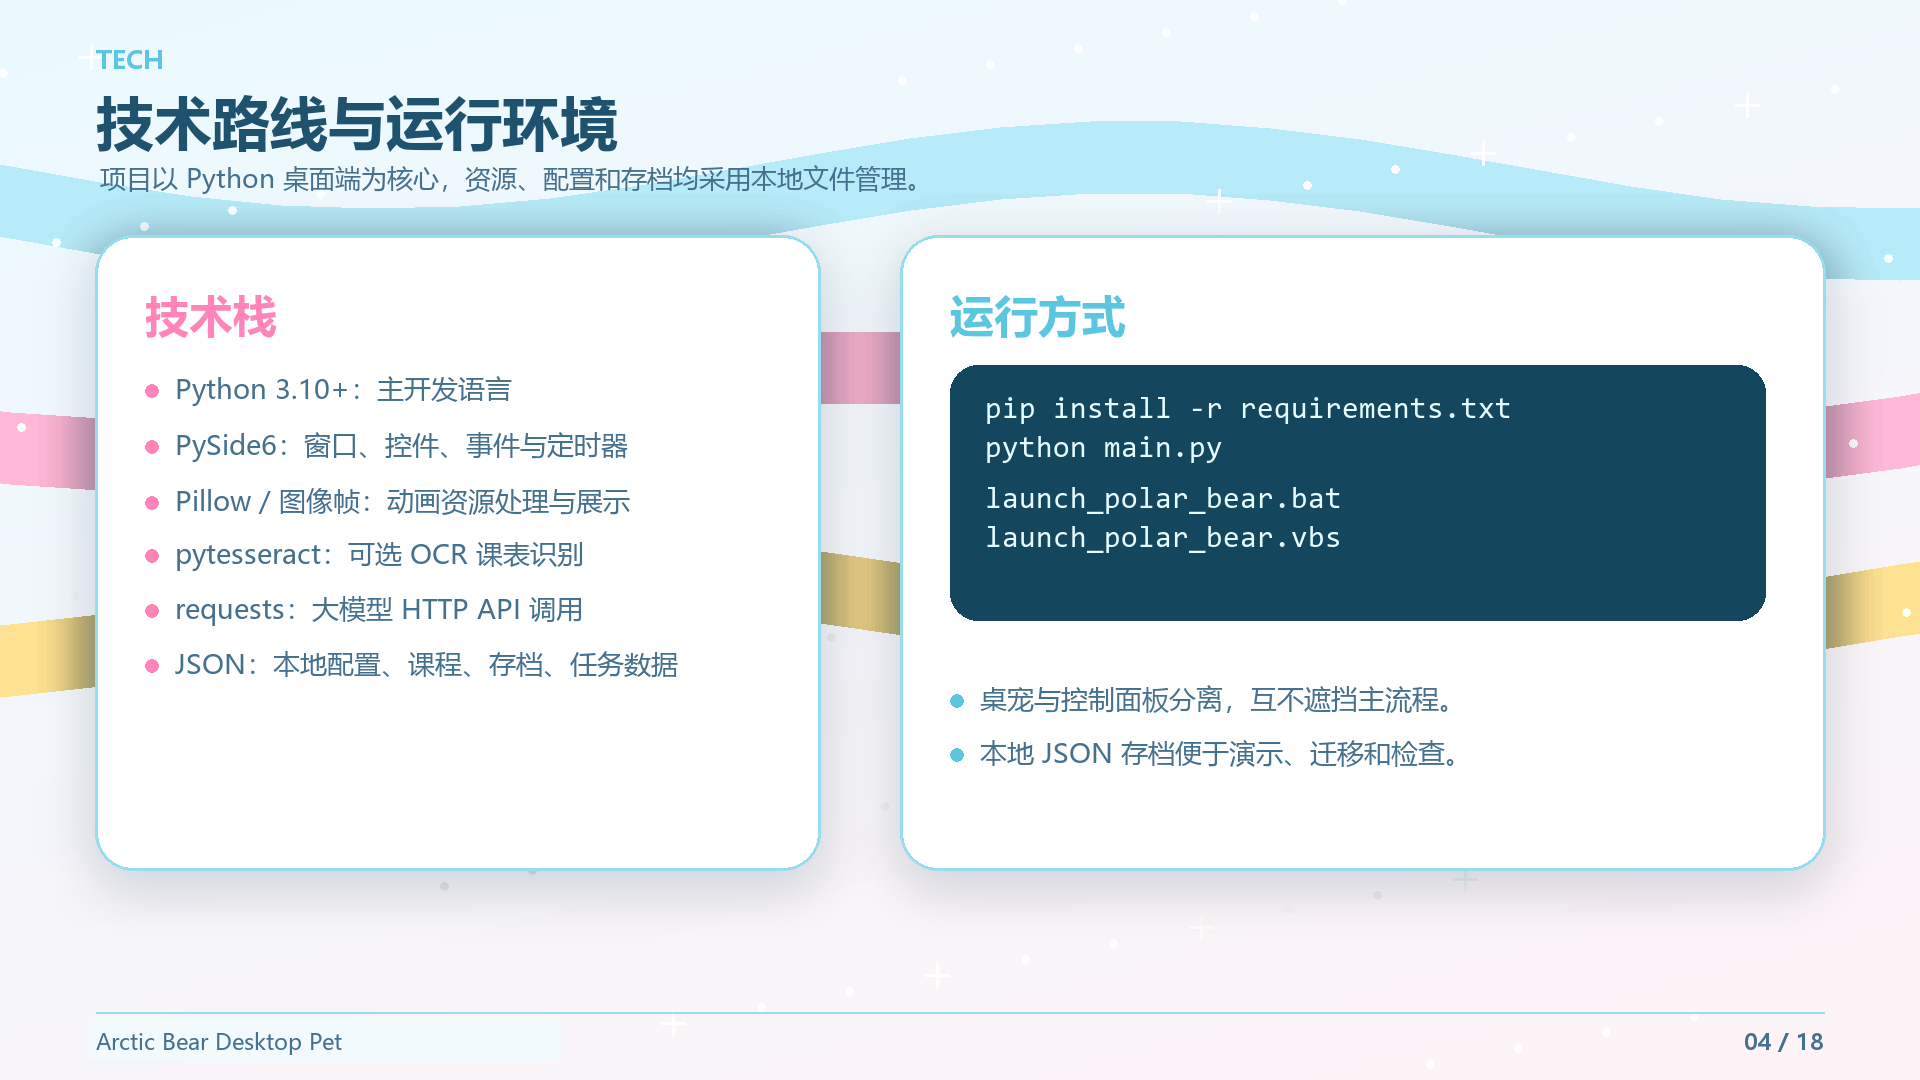 TECH
技术路线与运行环境
项目以 Python 桌面端为核心，资源、配置和存档均采用本地文件管理。
技术栈
Python 3.10+：主开发语言
PySide6：窗口、控件、事件与定时器
Pillow / 图像帧：动画资源处理与展示
pytesseract：可选 OCR 课表识别
requests：大模型 HTTP API 调用
JSON：本地配置、课程、存档、任务数据
运行方式
pip install -r requirements.txt
python main.py
launch_polar_bear.bat
launch_polar_bear.vbs
桌宠与控制面板分离，互不遮挡主流程。
本地 JSON 存档便于演示、迁移和检查。
Arctic Bear Desktop Pet
04 / 18